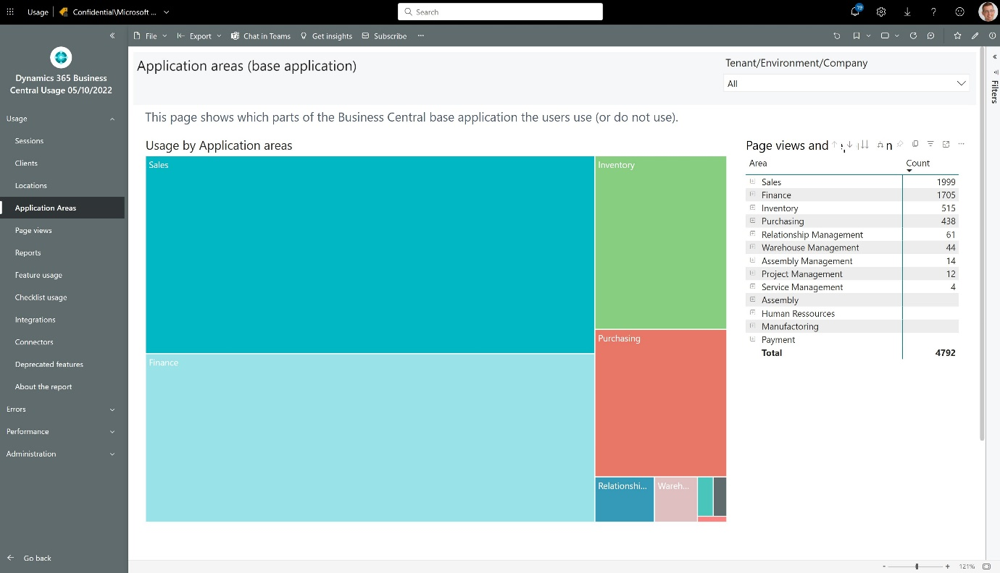 Usage
Confidential\Microsoft ...
Search
19
?
File
Export
Chat in Teams
Get insights
Subscribe
...
Dynamics 365 Business
Central Usage 05/10/2022
Usage
Sessions
Clients
Locations
Application Areas
Page views
Reports
Feature usage
Checklist usage
Integrations
Connectors
Deprecated features
About the report
Errors
Performance
Administration
Go back
Application areas (base application)
Tenant/Environment/Company
All
This page shows which parts of the Business Central base application the users use (or do not use).
Usage by Application areas
Sales
Finance
Inventory
Purchasing
Relationshi...
Wareh...
Page views and
Area Count
Sales 1999
Finance 1705
Inventory 515
Purchasing 438
Relationship Management 61
Warehouse Management 44
Assembly Management 14
Project Management 12
Service Management 4
Assembly
Human Ressources
Manufactoring
Payment
Total 4792
Filters
- + 121%